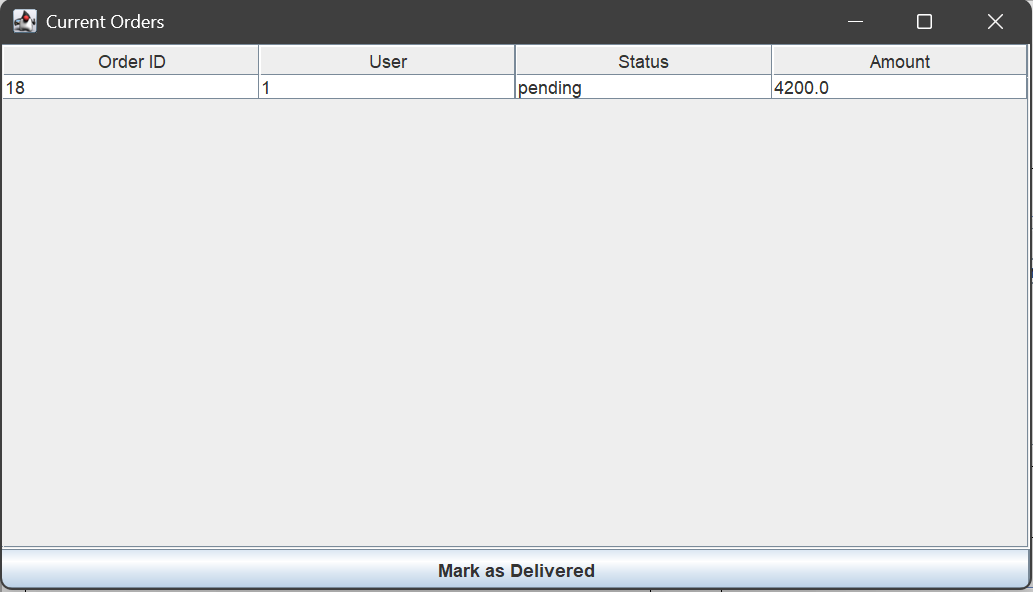 Current Orders
Order ID User Status Amount
18 1 pending 4200.0
Mark as Delivered